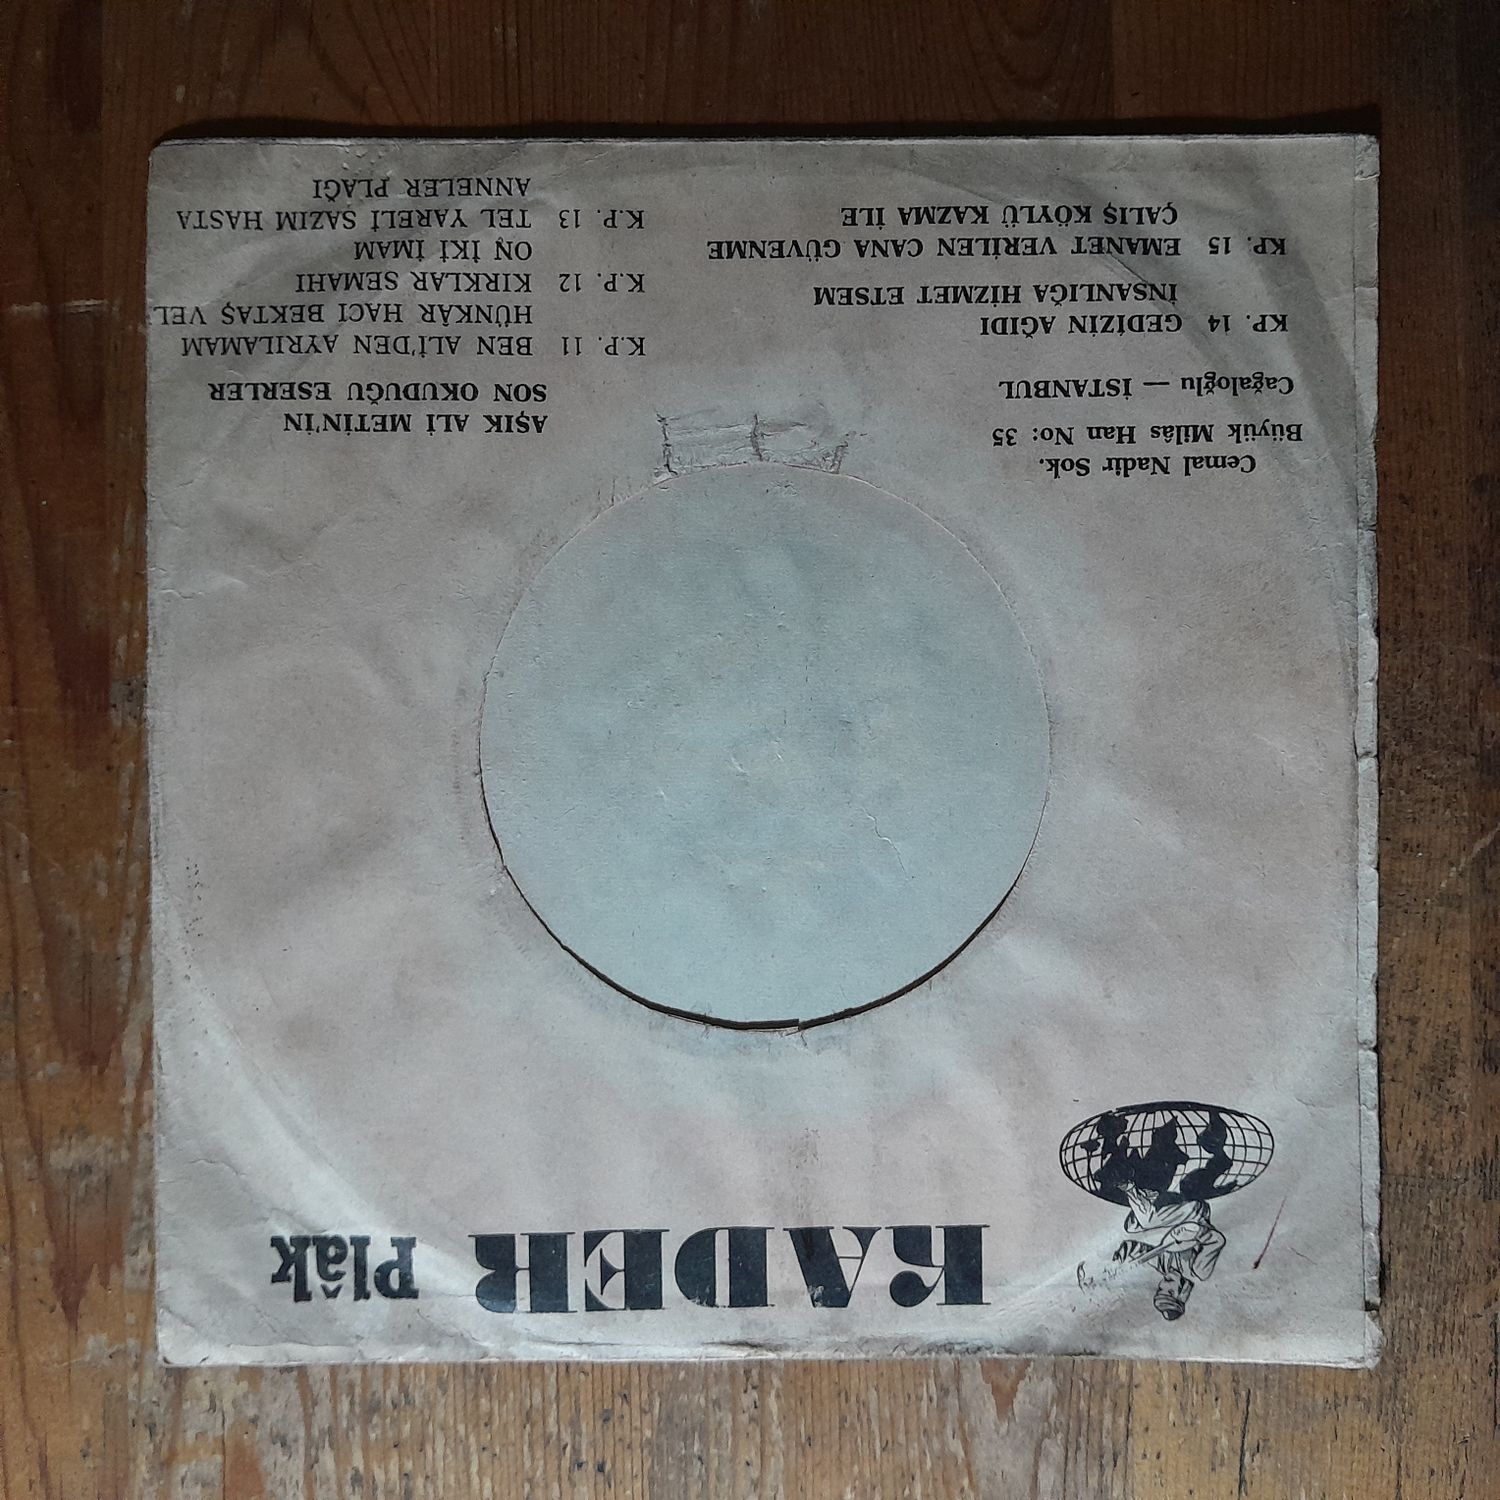 KADER Plâk
Cemal Nadir Sok.
Büyük Milâs Han No: 35
Cağaloğlu — İSTANBUL
KP. 14 GEDİZİN AĞIDI
İNSANLIĞA HİZMET ETSEM
KP. 15 EMANET VERİLEN CANA GÜVENME
ÇALIŞ KÖYLÜ KAZMA İLE
AŞIK ALİ METİN'İN
SON OKUDUĞU ESERLER
K.P. 11 BEN ALİ'DEN AYRILAMAM
HÜNKÂR HACI BEKTAŞ VEL
K.P. 12 KIRKLAR SEMAHI
ON İKİ İMAM
K.P. 13 TEL YARELİ SAZIM HASTA
ANNELER PLAĞI